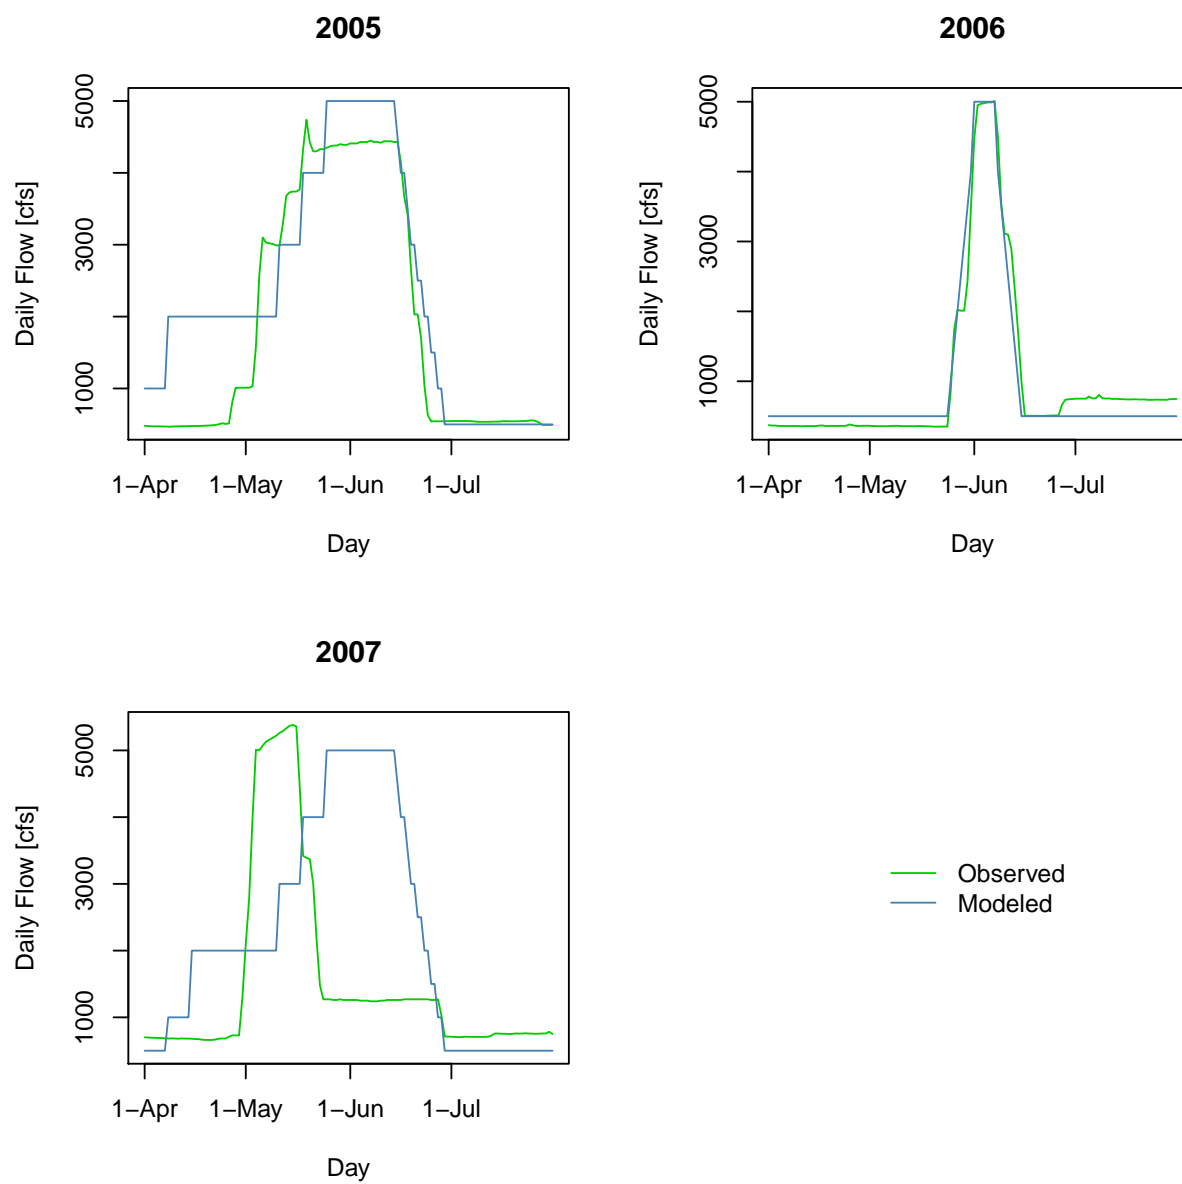 2005
Daily Flow [cfs]
5000
3000
1000
1–Apr 1–May 1–Jun 1–Jul
Day
2006
Daily Flow [cfs]
5000
3000
1000
1–Apr 1–May 1–Jun 1–Jul
Day
2007
Daily Flow [cfs]
5000
3000
1000
1–Apr 1–May 1–Jun 1–Jul
Day
Observed
Modeled